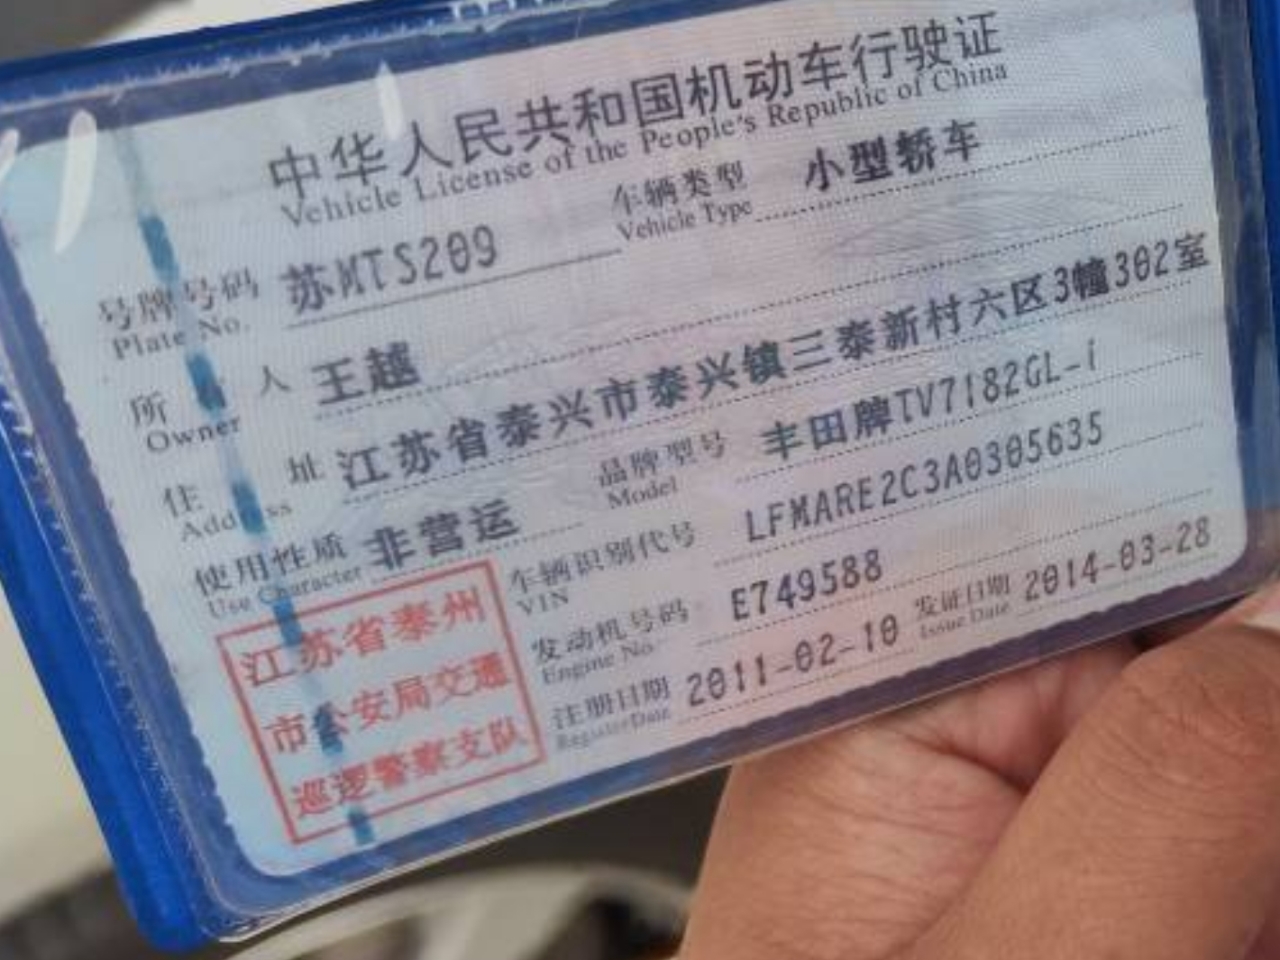 中华人民共和国机动车行驶证
Vehicle License of the People's Republic of China
号牌号码 苏MTS209 车辆类型 小型轿车
Plate No. Vehicle Type
所有人 王越
Owner
住址 江苏省泰兴市泰兴镇三泰新村六区3幢302室
Address
使用性质 非营运 品牌型号 丰田牌TV7182GL-i
Use Character Model
车辆识别代号 LFMARE2C3A0305635
VIN
发动机号码 E749588
Engine No.
注册日期 2011-02-10 发证日期 2014-03-28
Register Date Issue Date
江苏省泰州
市公安局交通
巡逻警察支队